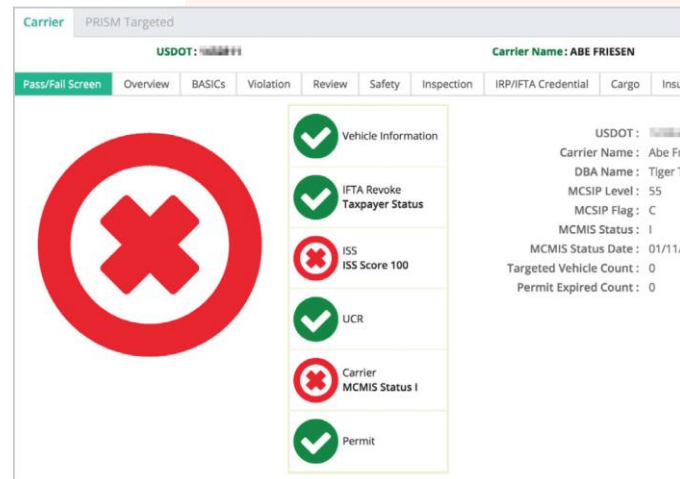 Carrier PRISM Targeted
USDOT: Carrier Name: ABE FRIESEN
Pass/Fail Screen Overview BASICs Violation Review Safety Inspection IRP/IFTA Credential Cargo
Vehicle Information
IFTA Revoke
Taxpayer Status
ISS
ISS Score 100
UCR
Carrier
MCMIS Status I
Permit
USDOT :
Carrier Name : Abe
DBA Name : Tiger
MCSIP Level : 55
MCSIP Flag : C
MCMIS Status : I
MCMIS Status Date : 01/11/
Targeted Vehicle Count : 0
Permit Expired Count : 0